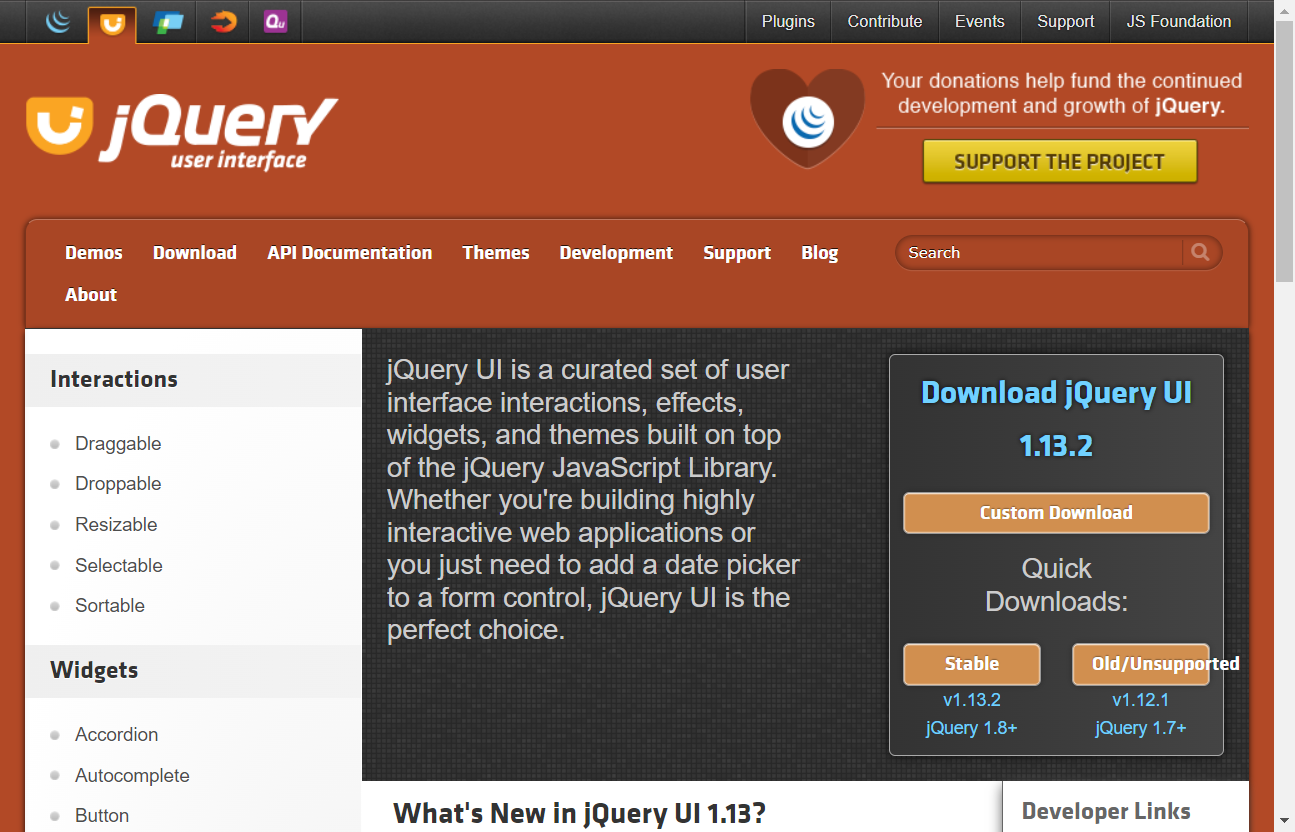 Qu
Plugins
Contribute
Events
Support
JS Foundation
jQuery
user interface
Your donations help fund the continued
development and growth of jQuery.
SUPPORT THE PROJECT
Demos
Download
API Documentation
Themes
Development
Support
Blog
About
Search
Interactions
Draggable
Droppable
Resizable
Selectable
Sortable
Widgets
Accordion
Autocomplete
Button
jQuery UI is a curated set of user
interface interactions, effects,
widgets, and themes built on top
of the jQuery JavaScript Library.
Whether you're building highly
interactive web applications or
you just need to add a date picker
to a form control, jQuery UI is the
perfect choice.
Download jQuery UI
1.13.2
Custom Download
Quick
Downloads:
Stable
v1.13.2
jQuery 1.8+
Old/Unsupported
v1.12.1
jQuery 1.7+
What's New in jQuery UI 1.13?
Developer Links